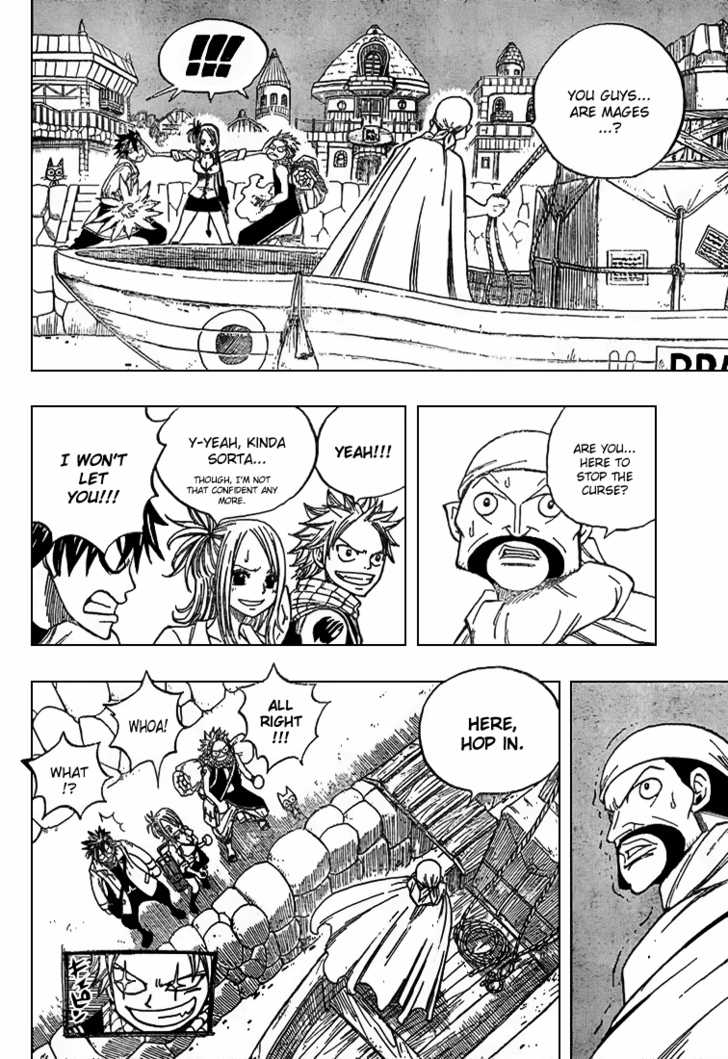 !!!
YOU GUYS...
ARE MAGES
...?
ARE YOU...
HERE TO
STOP THE
CURSE?
YEAH!!!
Y-YEAH, KINDA
SORTA...
THOUGH, I'M NOT
THAT CONFIDENT ANY
MORE.
I WON'T
LET
YOU!!!
HERE,
HOP IN.
ALL
RIGHT
!!!
WHOA!
WHAT
!?